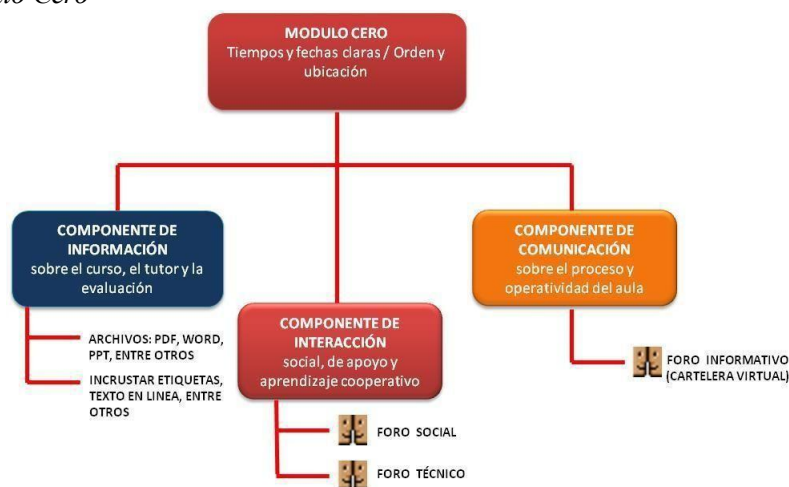 Cero
MODULO CERO
Tiempos y fechas claras / Orden y
ubicación
COMPONENTE DE
INFORMACIÓN
sobre el curso, el tutor y la
evaluación
ARCHIVOS: PDF, WORD,
PPT, ENTRE OTROS
INCRUSTAR ETIQUETAS,
TEXTO EN LINEA, ENTRE
OTROS
COMPONENTE DE
INTERACCIÓN
social, de apoyo y
aprendizaje cooperativo
FORO SOCIAL
FORO TÉCNICO
COMPONENTE DE
COMUNICACIÓN
sobre el proceso y
operatividad del aula
FORO INFORMATIVO
(CARTELERA VIRTUAL)